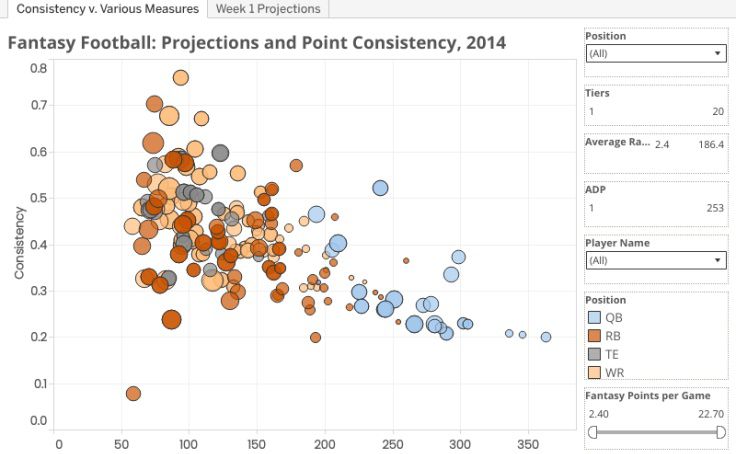 Consistency v. Various Measures
Week 1 Projections
Fantasy Football: Projections and Point Consistency, 2014
Consistency
0.8
0.7
0.6
0.5
0.4
0.3
0.2
0.1
0.0
0 50 100 150 200 250 300 350
Position
(All)
Tiers
1 20
Average Ra... 2.4 186.4
ADP
1 253
Player Name
(All)
Position
QB
RB
TE
WR
Fantasy Points per Game
2.40 22.70